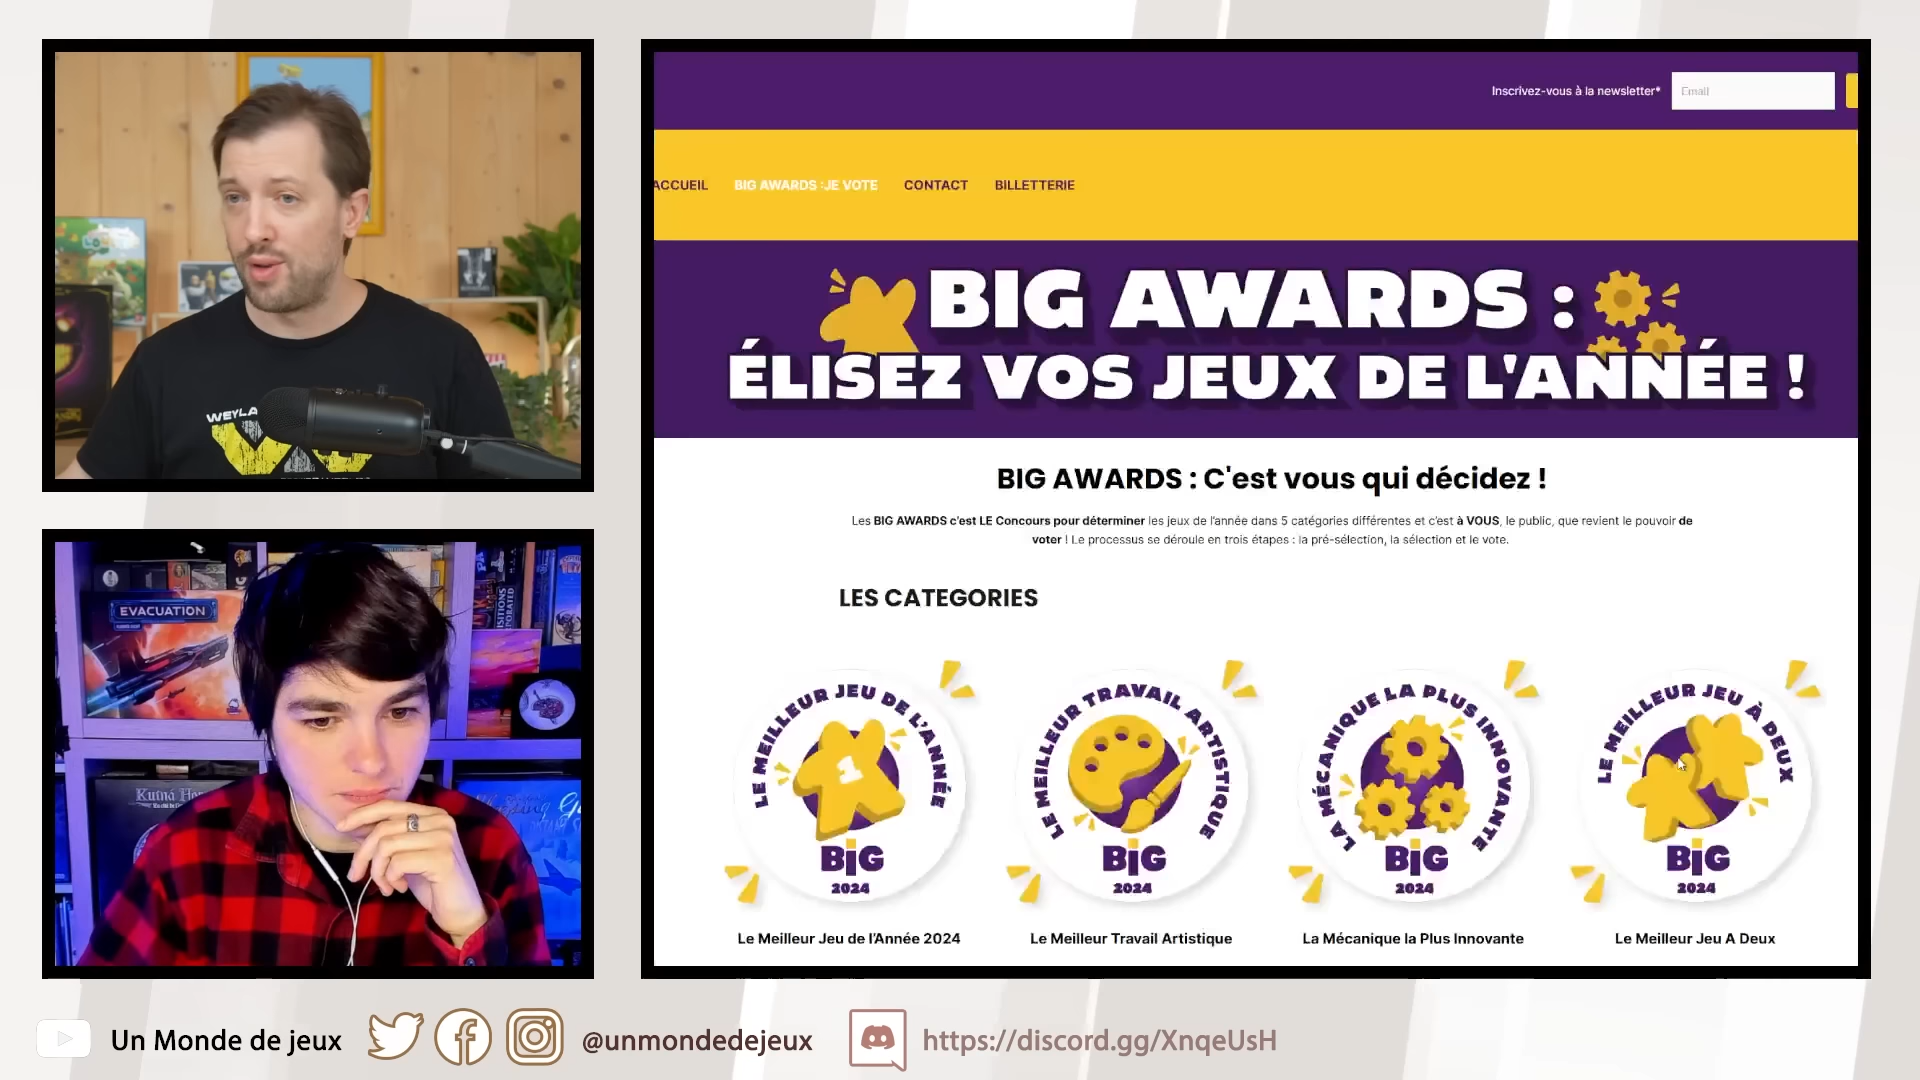 WEYLA
EVACUATION
Kutná Ho
Inscrivez-vous à la newsletter*
Email
ACCUEIL
BIG AWARDS :JE VOTE
CONTACT
BILLETTERIE
BIG AWARDS :
ÉLISEZ VOS JEUX DE L'ANNÉE !
BIG AWARDS : C'est vous qui décidez !
Les BIG AWARDS c'est LE Concours pour déterminer les jeux de l'année dans 5 catégories différentes et c'est à VOUS, le public, que revient le pouvoir de
voter ! Le processus se déroule en trois étapes : la pré-sélection, la sélection et le vote.
LES CATEGORIES
LE MEILLEUR JEU DE L'ANNÉE
1
BIG
2024
LE MEILLEUR TRAVAIL ARTISTIQUE
BIG
2024
LA MÉCANIQUE LA PLUS INNOVANTE
BIG
2024
LE MEILLEUR JEU À DEUX
BIG
2024
Le Meilleur Jeu de l'Année 2024
Le Meilleur Travail Artistique
La Mécanique la Plus Innovante
Le Meilleur Jeu A Deux
Un Monde de jeux
@unmondedejeux
https://discord.gg/XnqeUsH